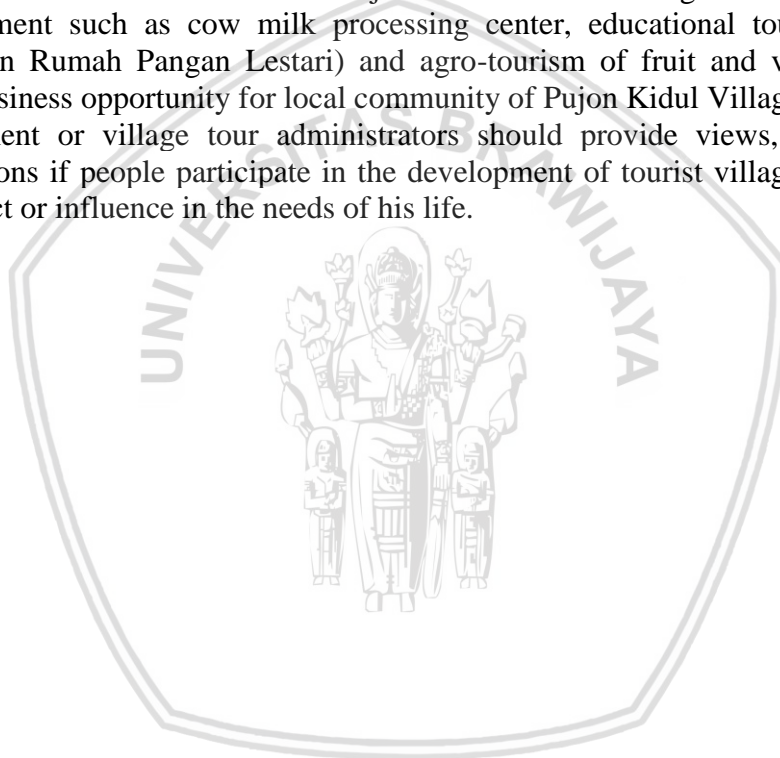 ment such as cow milk processing center, educational tou
n Rumah Pangan Lestari) and agro-tourism of fruit and v
siness opportunity for local community of Pujon Kidul Villag
ent or village tour administrators should provide views,
ons if people participate in the development of tourist villag
ct or influence in the needs of his life.
UNIVERSITAS BRAWIJAYA